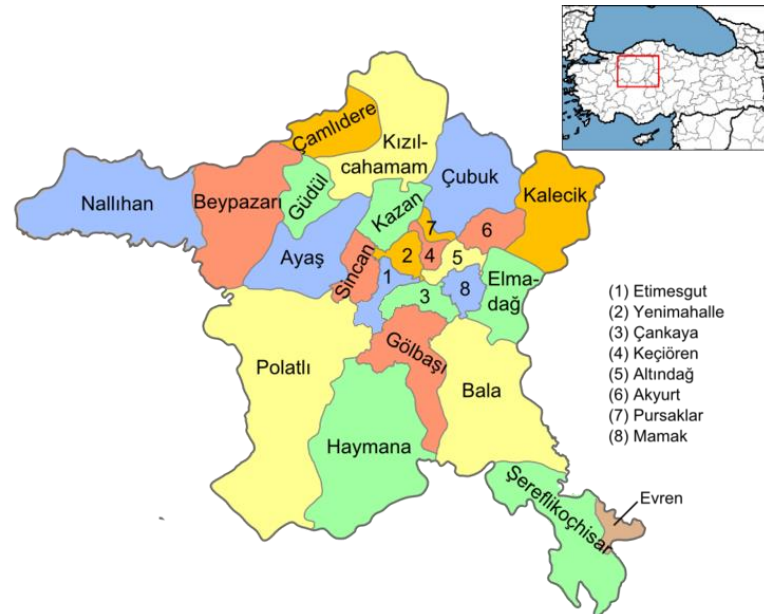 Çamlıdere
Kızıl-
cahamam
Çubuk
Kalecik
Nallıhan
Beypazarı
Güdül
Kazan
7
6
Ayaş
Sincan
2
4
5
1
8
Elma-
dağ
3
Polatlı
Gölbaşı
Bala
Haymana
Şereflikoçhisar
Evren
(1) Etimesgut
(2) Yenimahalle
(3) Çankaya
(4) Keçiören
(5) Altındağ
(6) Akyurt
(7) Pursaklar
(8) Mamak